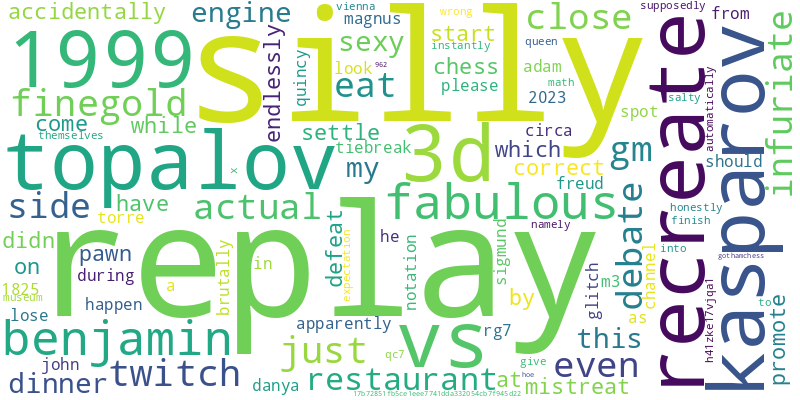 accidentally
engine
vienna
magnus
wrong
start
instantly
close
supposedly
from
1999
silly
quincy
endlessly
sexy
look
962
queen
chess
adam
math
recreate
automatically
kasparov
infuriate
finegold
eat
please
2023
salty
come
while
themselves
settle
tiebreak
circa
spot
gm
should
topalov
x
my
3d
which
correct
freud
side
have
actual
torre
fabulous
debate
honestly
finish
didn
on
pawn
during
a
in
brutally
replay
defeat
expectation
he
notation
sigmund
namely
by
glitch
m3
channel
as
into
gothamchess
to
promote
1825
museum
lose
happen
apparently
benjamin
john
dinner
twitch
danya
just
qc7
vs
rg7
restaurant
at
give
hoe
even
this
mistreat
h41zke17vjqa1
17b72851fb5ce1eee7741dda332054cb7f945d22